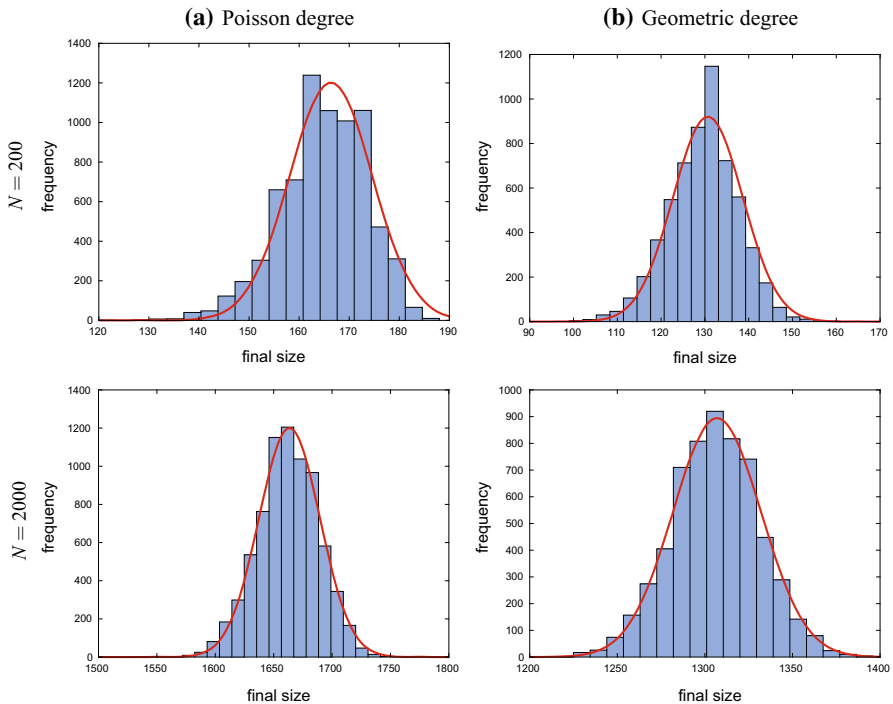 (a) Poisson degree
(b) Geometric degree
N = 200
frequency
1400
1200
1000
800
600
400
200
0
120 130 140 150 160 170 180 190
final size
frequency
1200
1000
800
600
400
200
0
90 100 110 120 130 140 150 160 170
final size
N = 2000
frequency
1400
1200
1000
800
600
400
200
0
1500 1550 1600 1650 1700 1750 1800
final size
frequency
1000
900
800
700
600
500
400
300
200
100
0
1200 1250 1300 1350 1400
final size